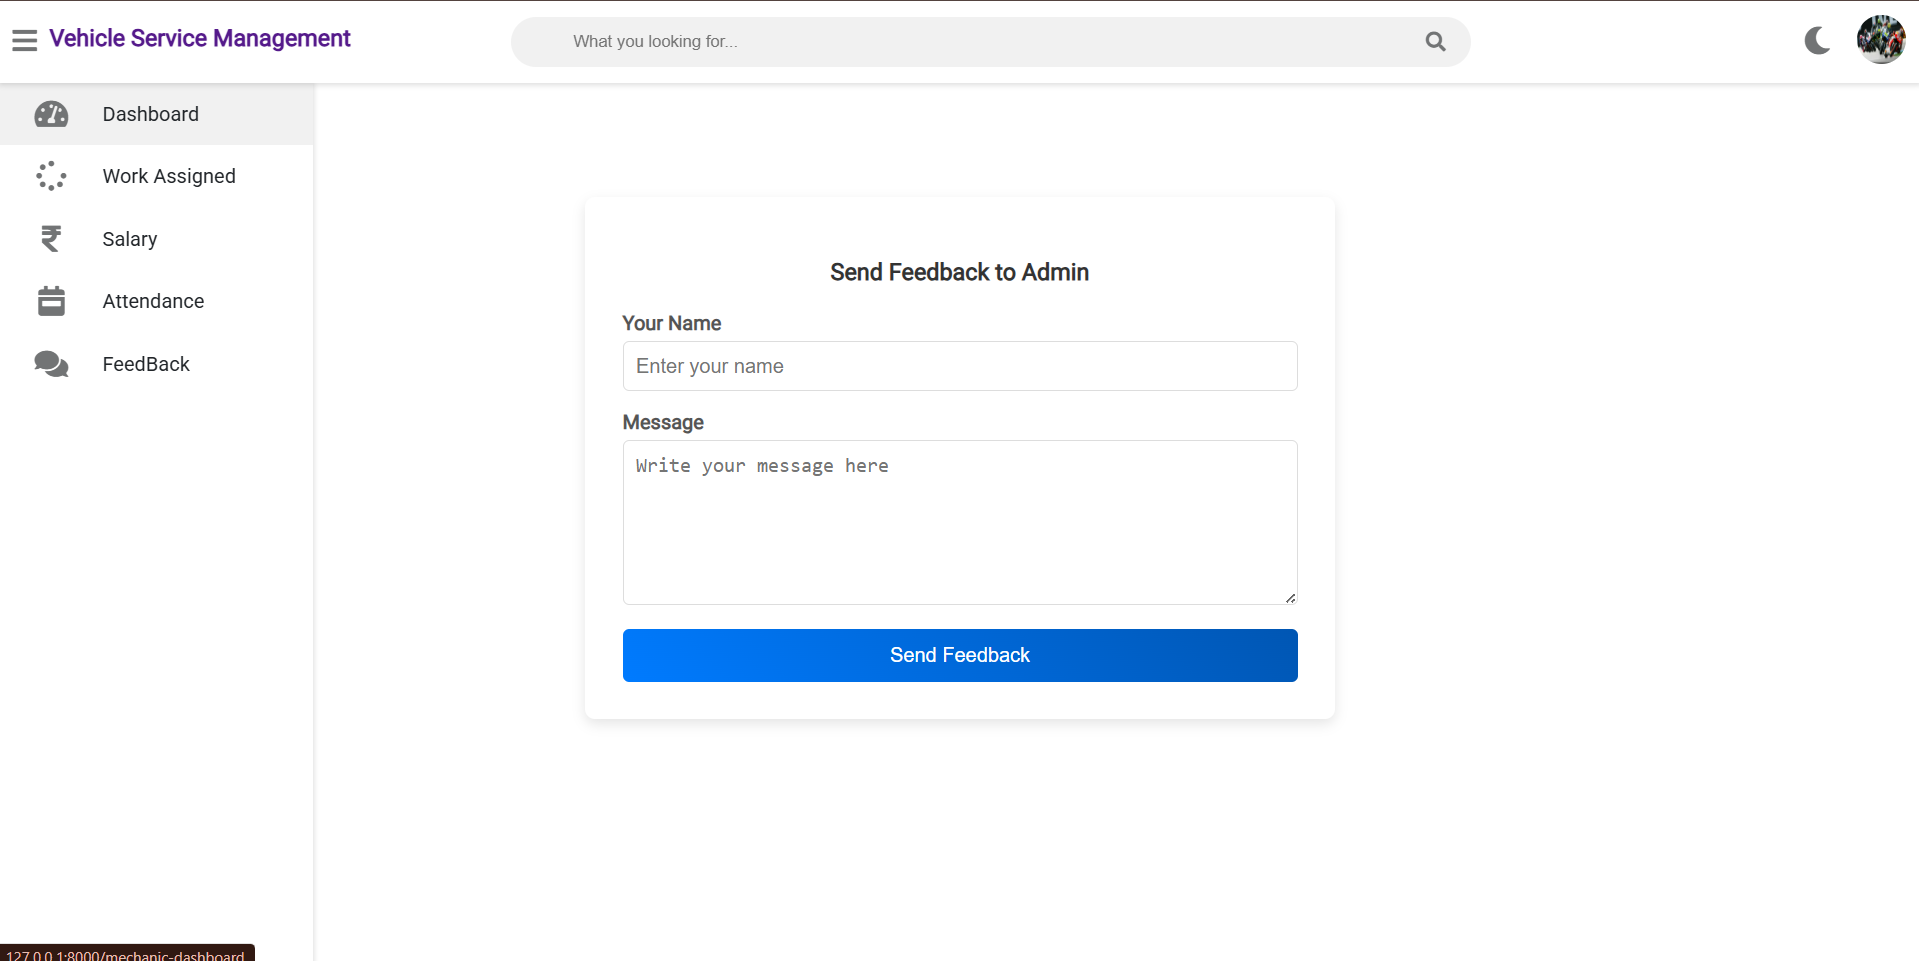 Vehicle Service Management
What you looking for...
Dashboard
Work Assigned
Salary
Attendance
FeedBack
Send Feedback to Admin
Your Name
Enter your name
Message
Write your message here
Send Feedback
127.0.0.1:8000/mechanic-dashboard